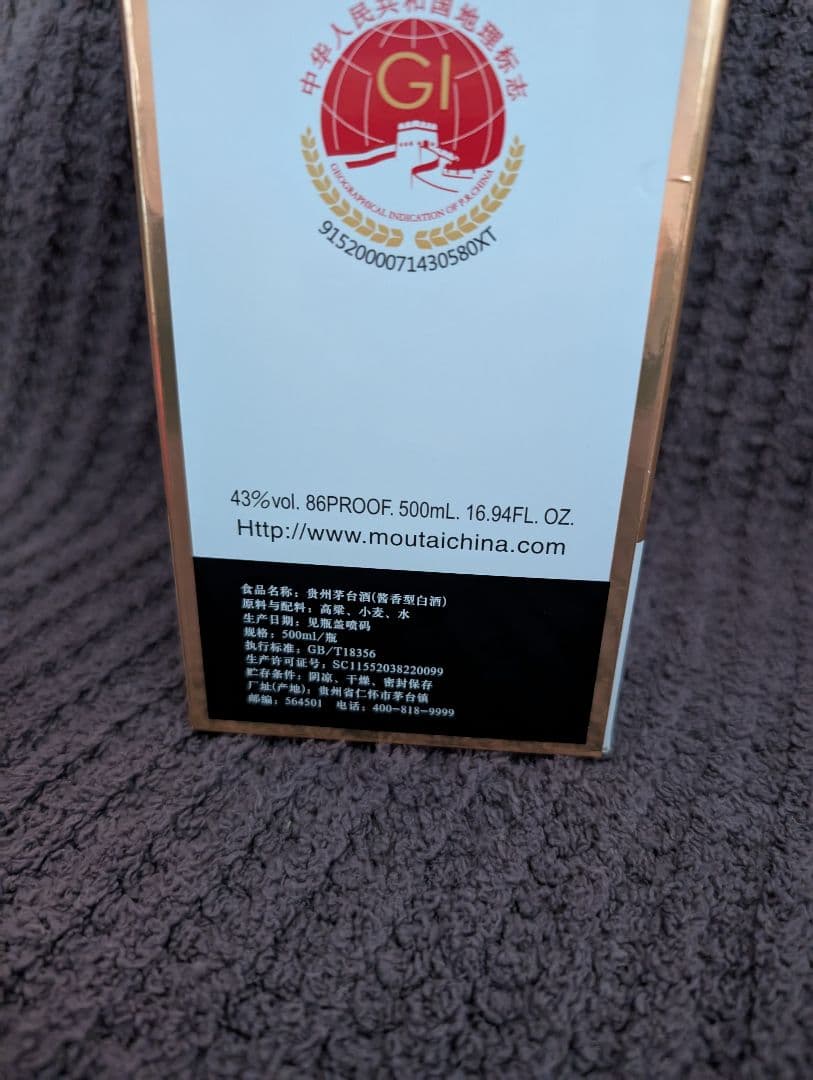 中华人民共和国地理标志
GI
GEOGRAPHICAL INDICATION OF P.R.CHINA
9152000071430580XT
43%vol. 86PROOF. 500mL. 16.94FL. OZ.
Http://www.moutaichina.com
食品名称：贵州茅台酒(酱香型白酒)
原料与配料：高粱、小麦、水
生产日期：见瓶盖喷码
规格：500ml/瓶
执行标准：GB/T18356
生产许可证号：SC11552038220099
贮存条件：阴凉、干燥、密封保存
厂址(产地)：贵州省仁怀市茅台镇
邮编：564501 电话：400-818-9999